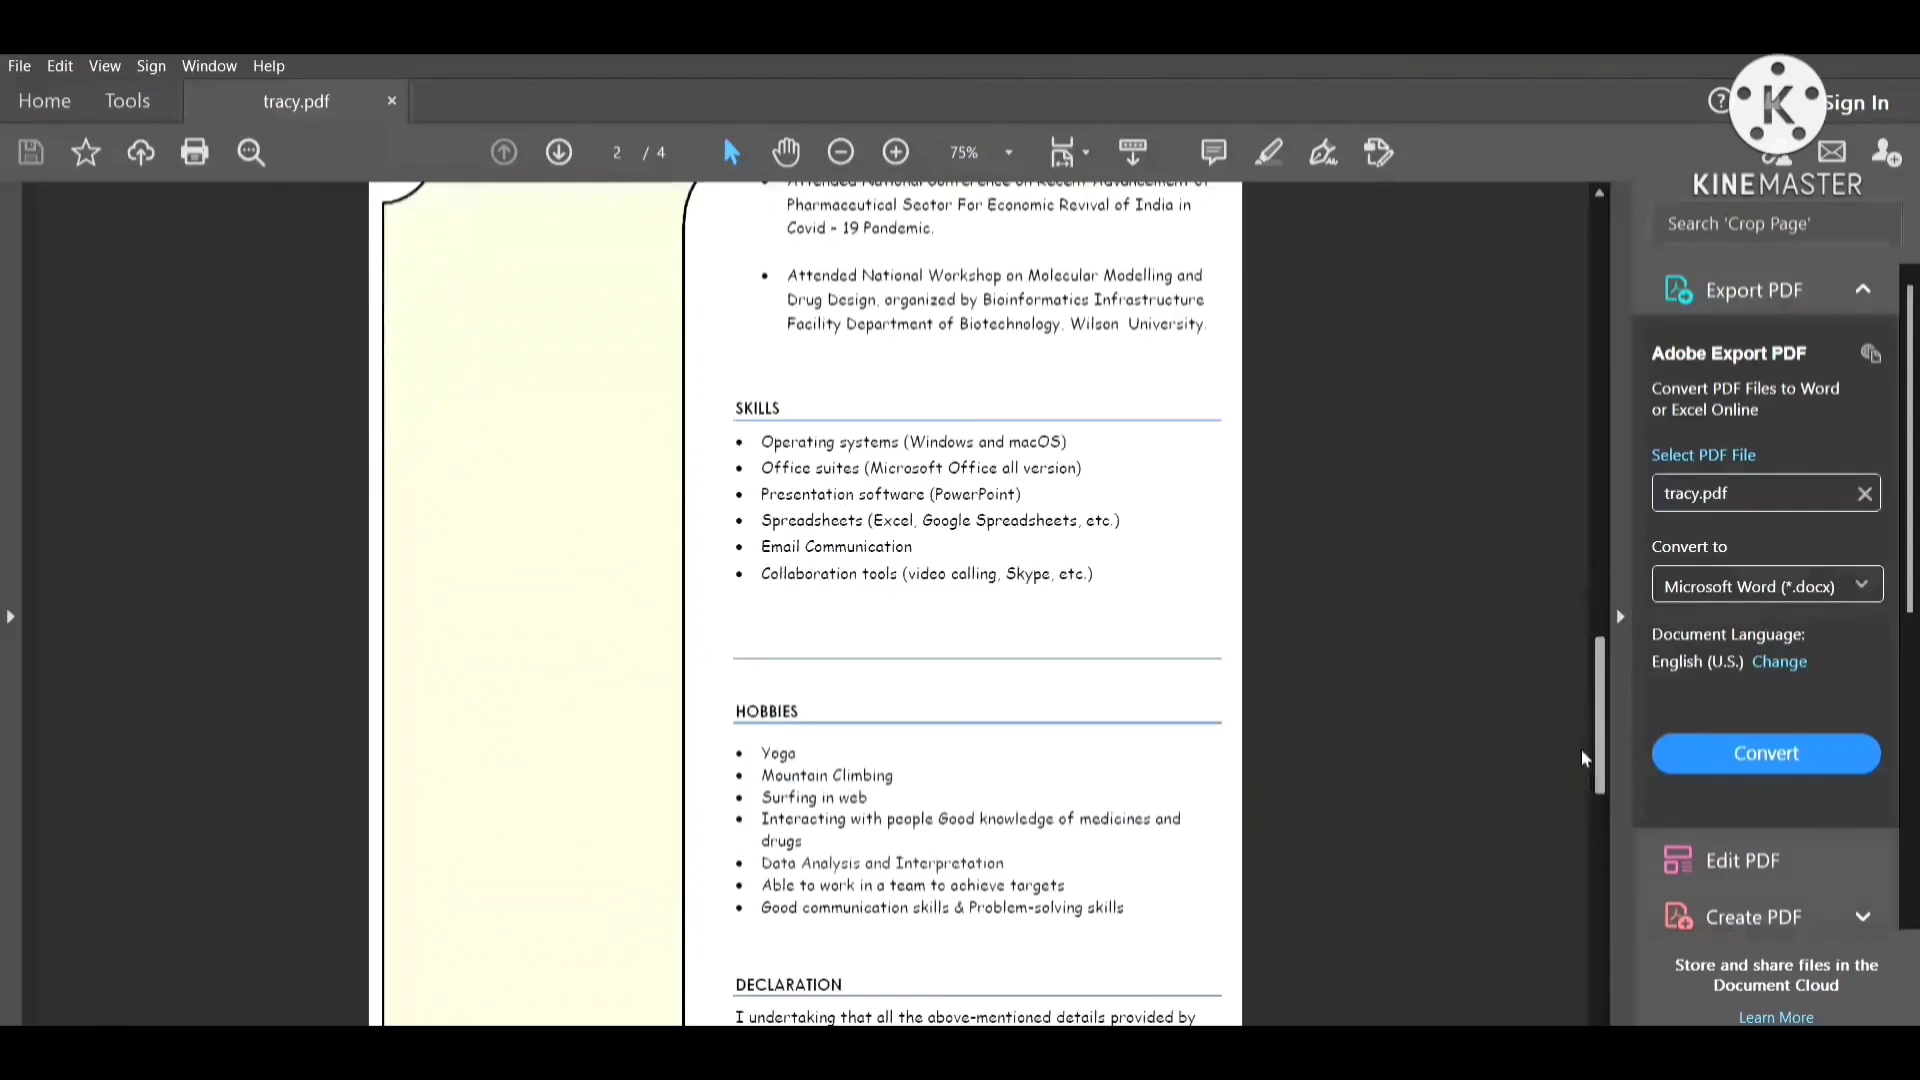 File Edit View Sign Window Help
Home Tools tracy.pdf × Sign In
2 / 4 75%
K
KINEMASTER
Attended National Conference on Recent Advancement of
Pharmaceutical Sector For Economic Revival of India in
Covid - 19 Pandemic.
Attended National Workshop on Molecular Modelling and
Drug Design, organized by Bioinformatics Infrastructure
Facility Department of Biotechnology, Wilson University.
SKILLS
Operating systems (Windows and macOS)
Office suites (Microsoft Office all version)
Presentation software (PowerPoint)
Spreadsheets (Excel, Google Spreadsheets, etc.)
Email Communication
Collaboration tools (video calling, Skype, etc.)
HOBBIES
Yoga
Mountain Climbing
Surfing in web
Interacting with people Good knowledge of medicines and
drugs
Data Analysis and Interpretation
Able to work in a team to achieve targets
Good communication skills & Problem-solving skills
DECLARATION
I undertaking that all the above-mentioned details provided by
Search 'Crop Page'
Export PDF
Adobe Export PDF
Convert PDF Files to Word
or Excel Online
Select PDF File
tracy.pdf
Convert to
Microsoft Word (*.docx)
Document Language:
English (U.S.) Change
Convert
Edit PDF
Create PDF
Store and share files in the
Document Cloud
Learn More